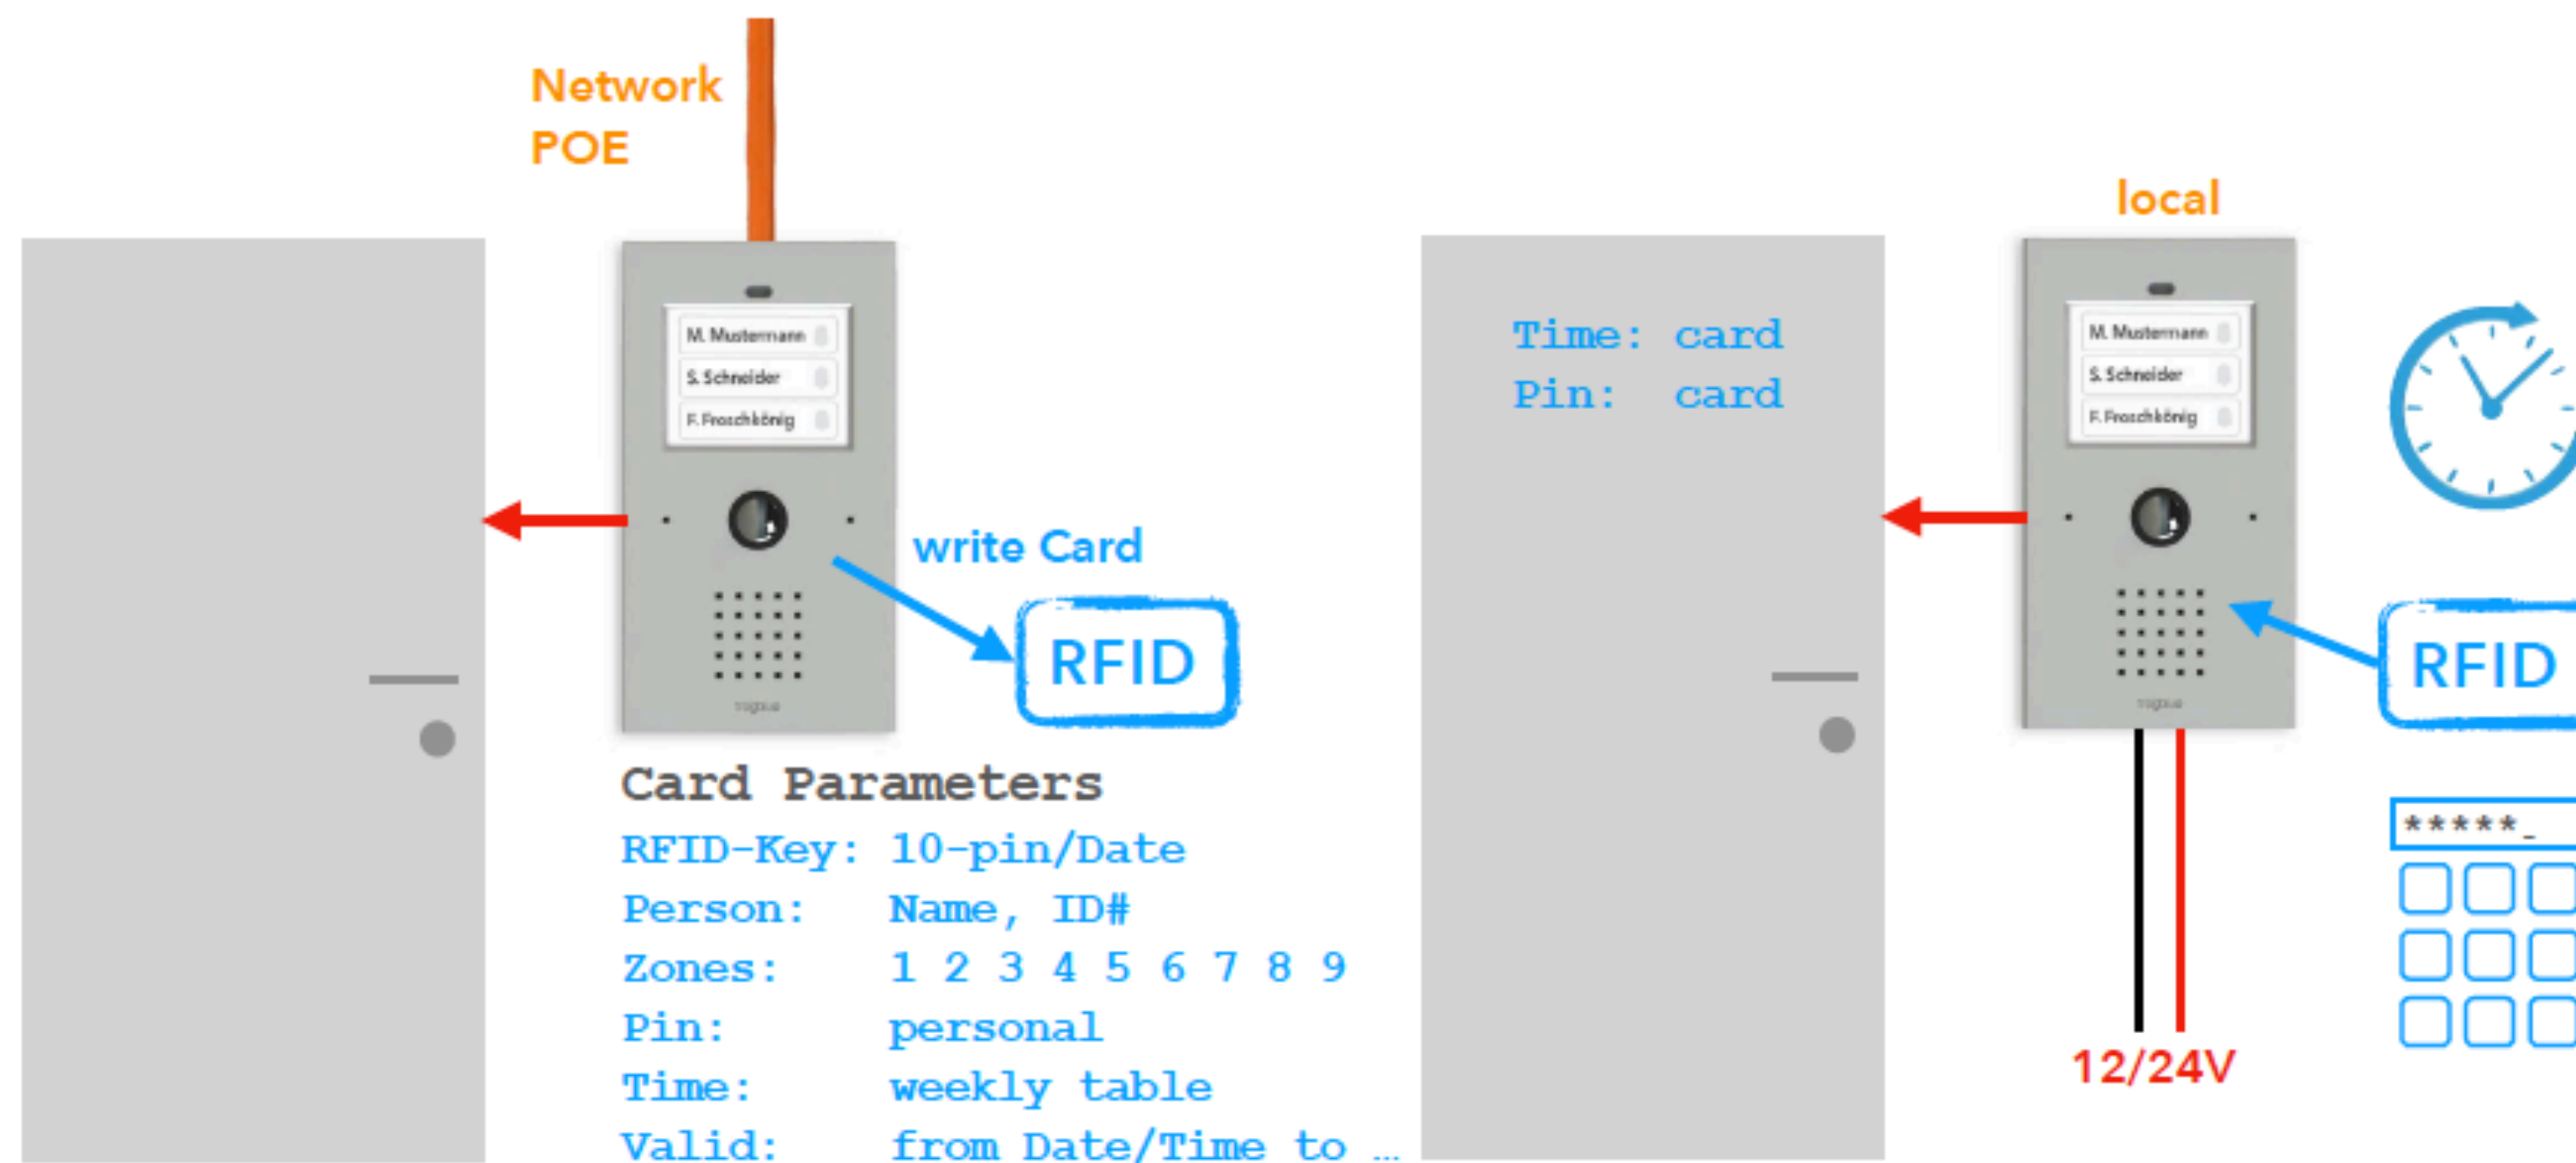 Network
POE
M. Mustermann
S. Schneider
F. Froschkönig
write Card
RFID
Card Parameters
RFID-Key: 10-pin/Date
Person: Name, ID#
Zones: 1 2 3 4 5 6 7 8 9
Pin: personal
Time: weekly table
Valid: from Date/Time to …
Time: card
Pin: card
local
M. Mustermann
S. Schneider
F. Froschkönig
RFID
*****_
12/24V